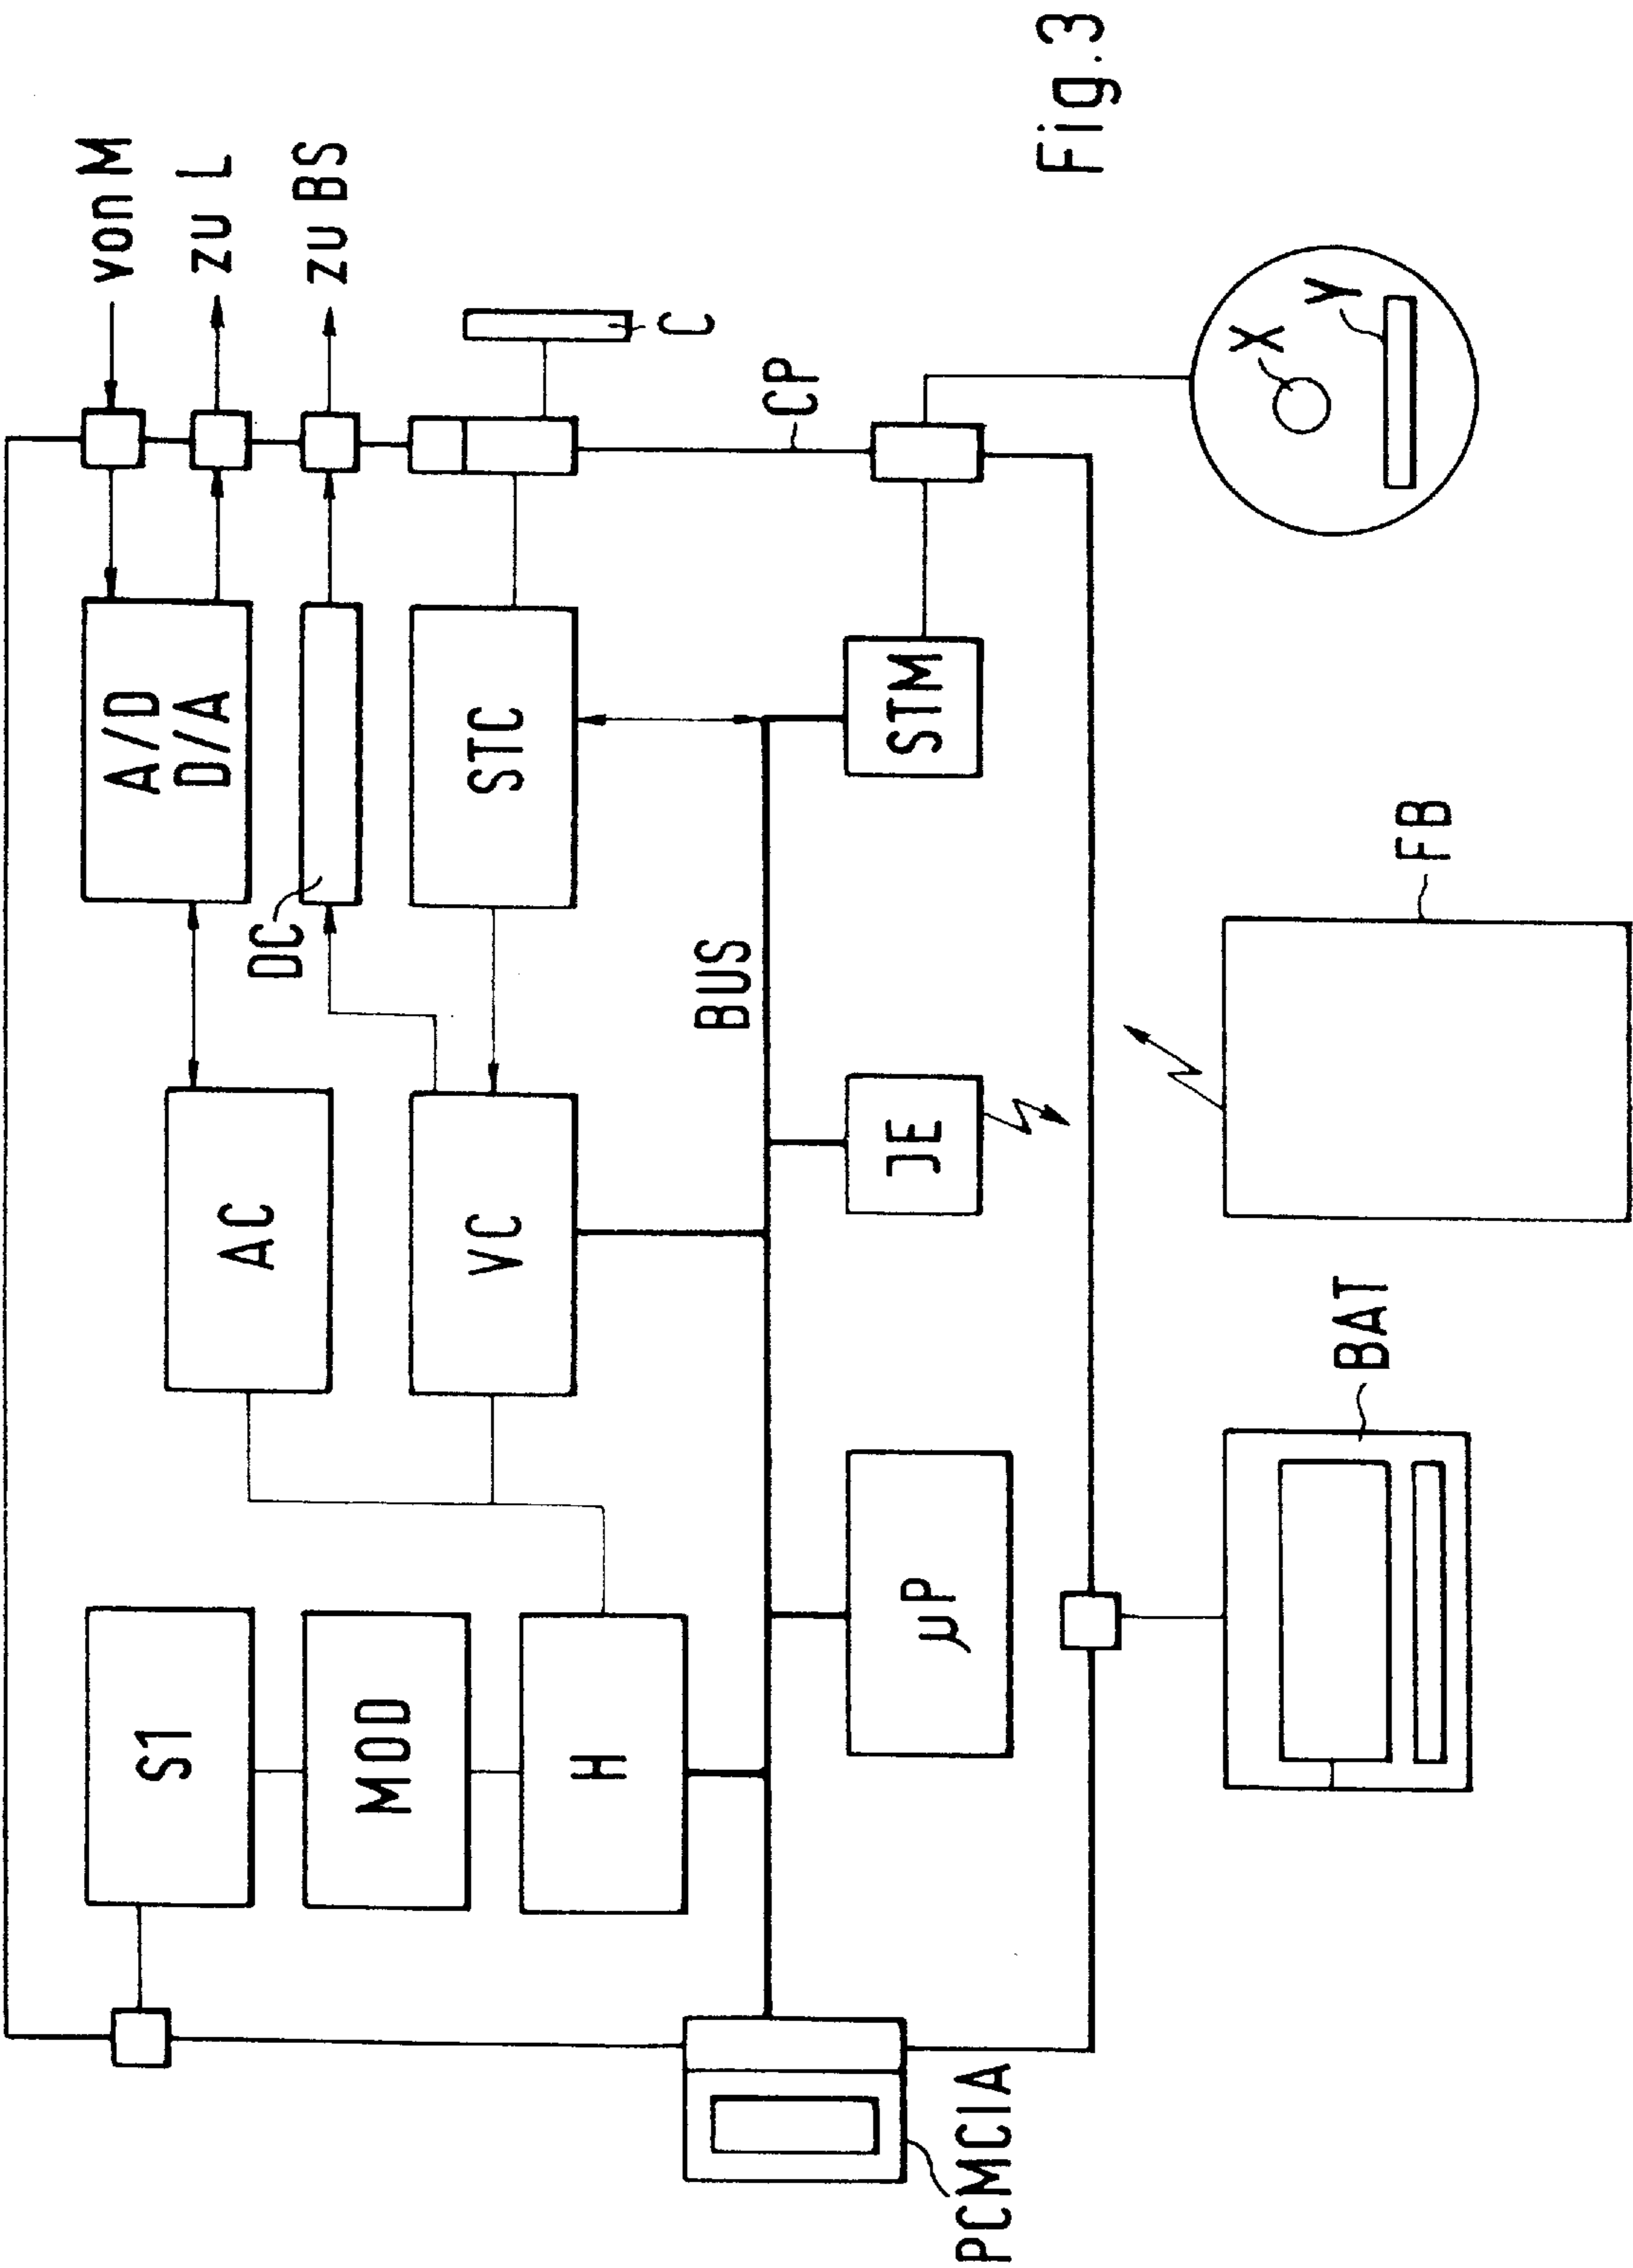 von M
zu L
zu BS
A/D
D/A
DC
AC
S1
MOD
STC
C
VC
H
BUS
CP
STM
JE
µP
PCMCIA
X
Y
FB
BAT
Fig.3